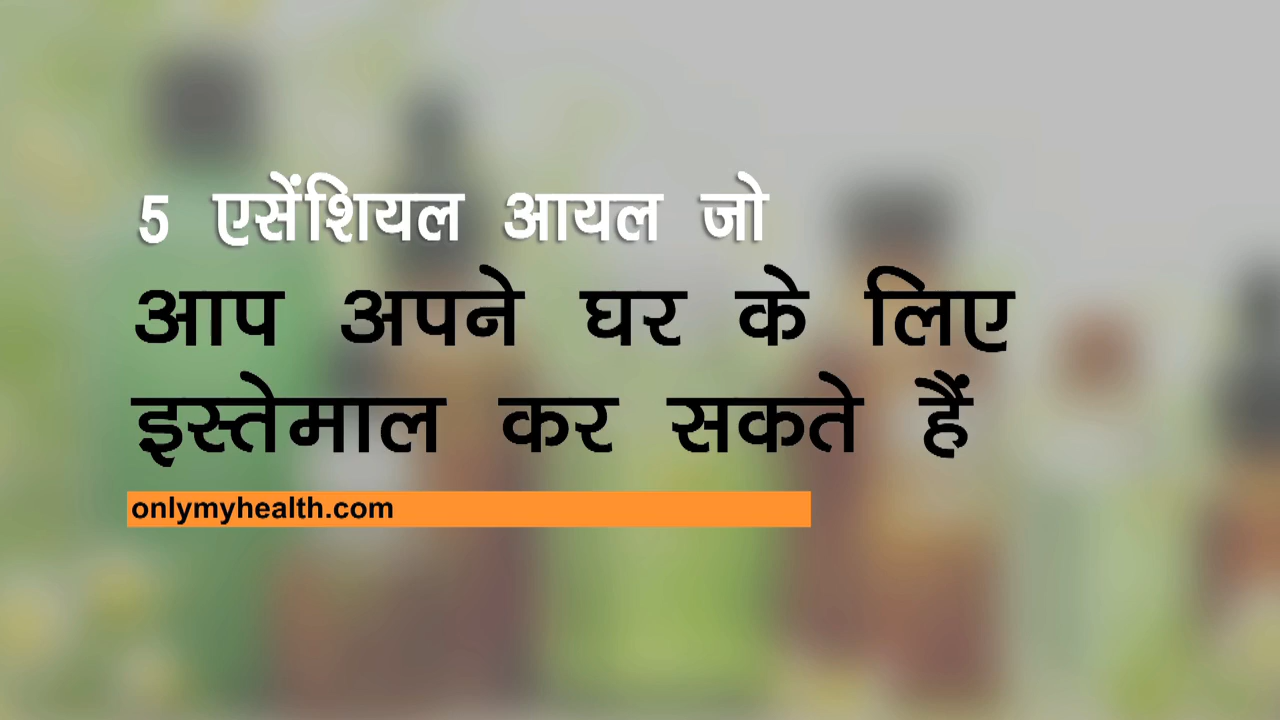 5 एसेंशियल आयल जो
आप अपने घर के लिए
इस्तेमाल कर सकते हैं
onlymyhealth.com